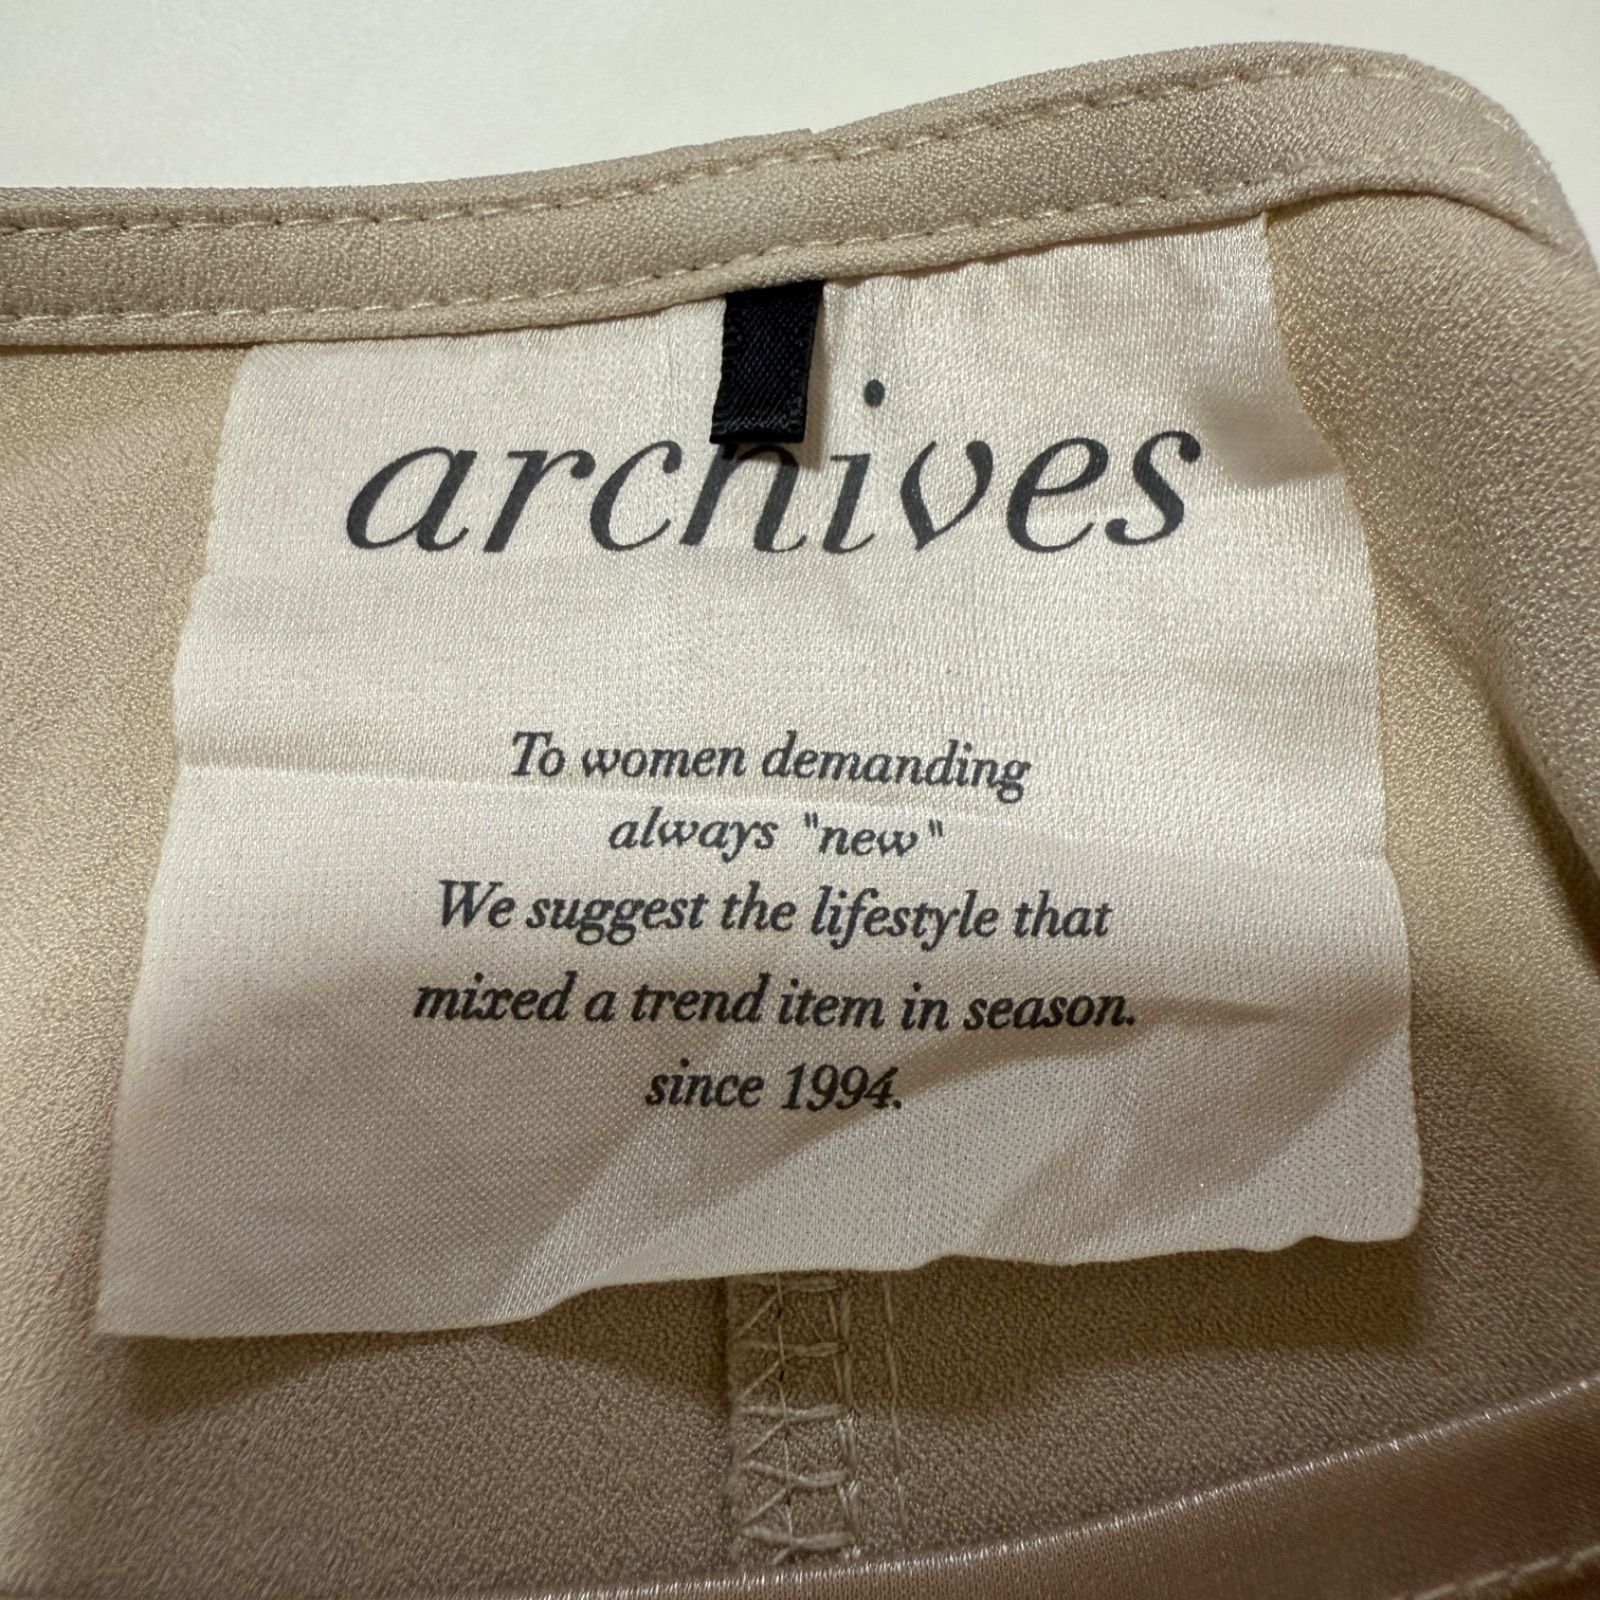 archives
To women demanding
always "new"
We suggest the lifestyle that
mixed a trend item in season.
since 1994.